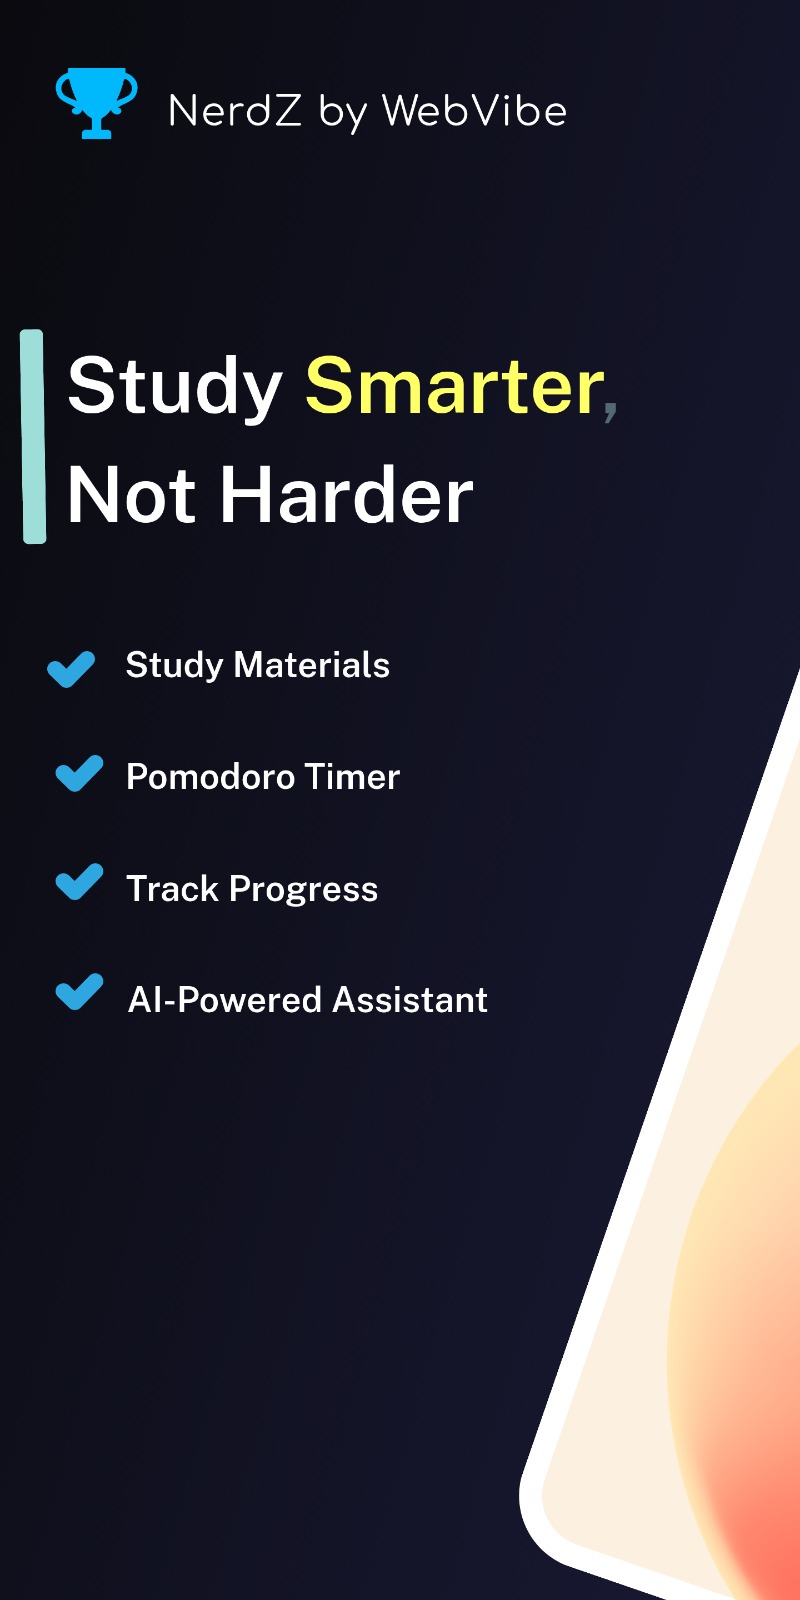 NerdZ by WebVibe
Study Smarter,
Not Harder
Study Materials
Pomodoro Timer
Track Progress
AI-Powered Assistant